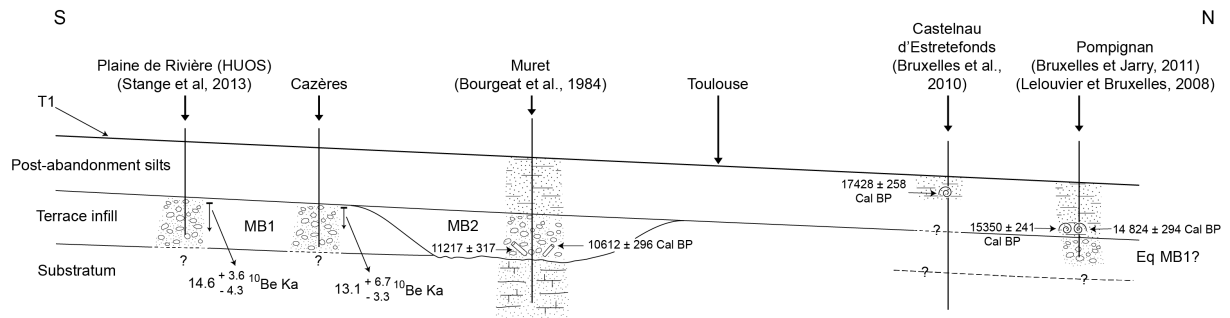 S
N
Plaine de Rivière (HUOS)
(Stange et al, 2013)
Cazères
Muret
(Bourgeat et al., 1984)
Toulouse
Castelnau
d'Estretefonds
(Bruxelles et al.,
2010)
Pompignan
(Bruxelles et Jarry, 2011)
(Lelouvier et Bruxelles, 2008)
T1
Post-abandonment silts
17428 ± 258
Cal BP
Terrace infill
MB1
MB2
11217 ± 317
10612 ± 296 Cal BP
?
15350 ± 241
Cal BP
14 824 ± 294 Cal BP
Eq MB1?
Substratum
?
?
?
?
14.6 + 3.6 - 4.3 10Be Ka
13.1 + 6.7 - 3.3 10Be Ka